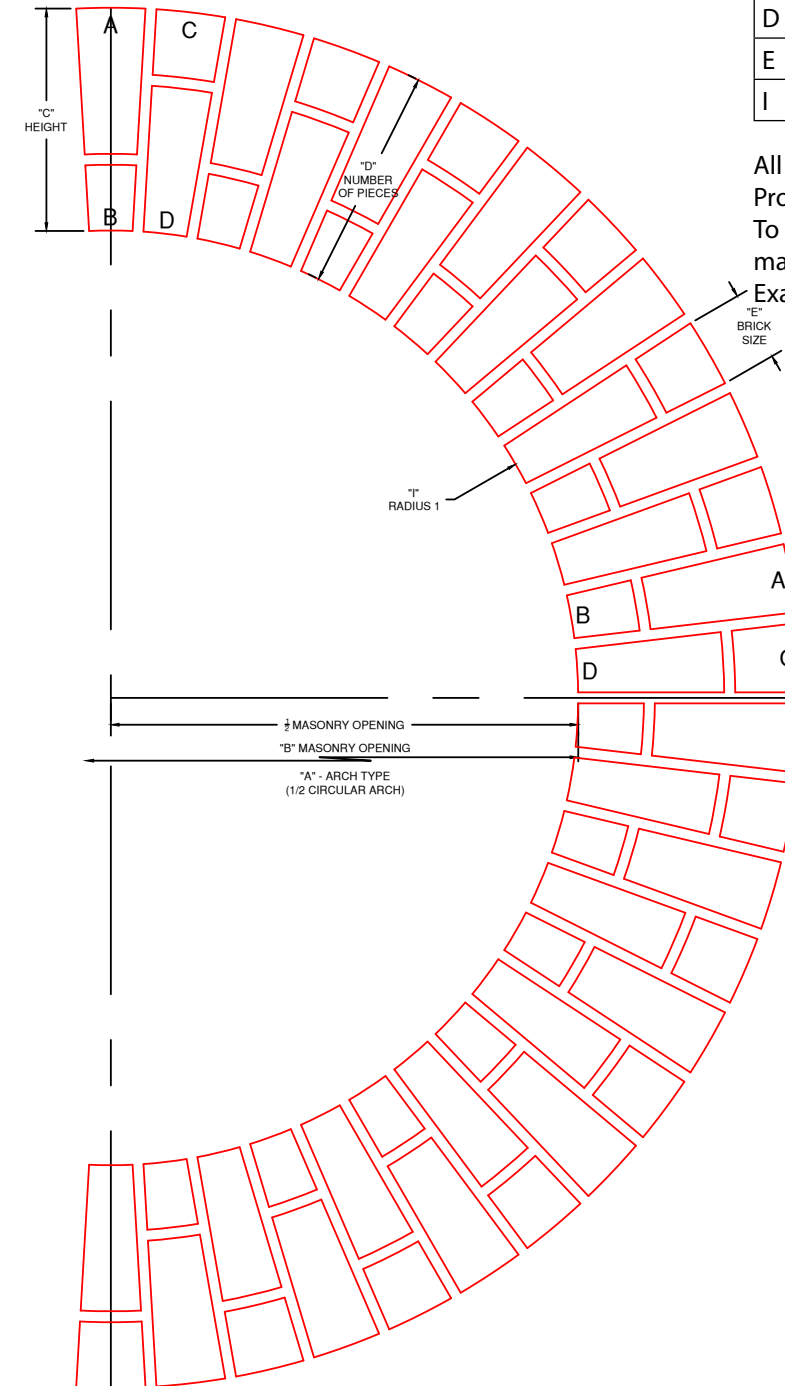 A
C
D
E
I
"C"
HEIGHT
"D"
NUMBER
OF PIECES
All
Pro
To
ma
Exa
B
D
"E"
BRICK
SIZE
"I"
RADIUS 1
A
B
D
C
½ MASONRY OPENING
"B" MASONRY OPENING
"A" - ARCH TYPE
(1/2 CIRCULAR ARCH)